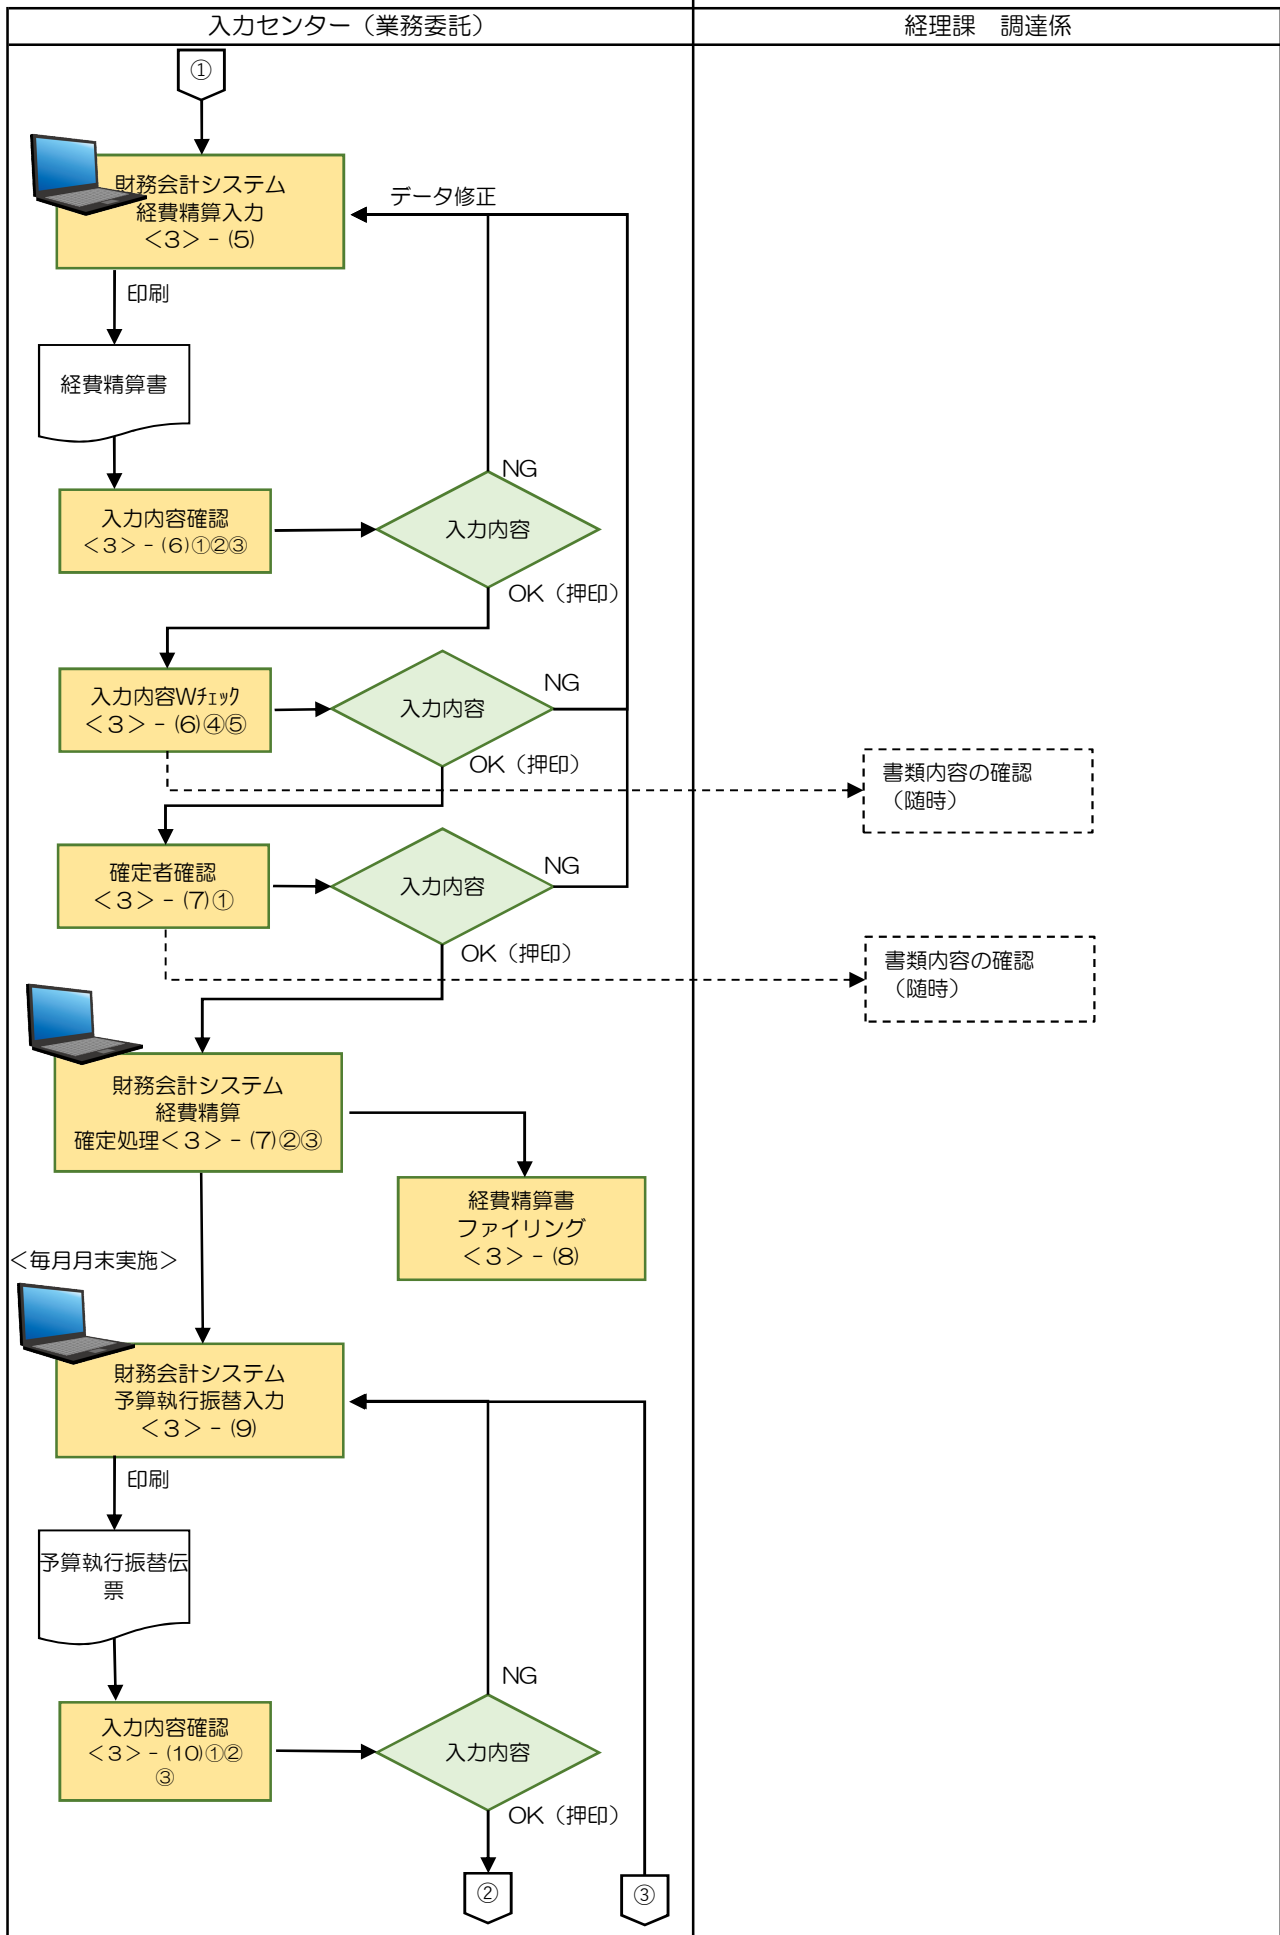 入力センター（業務委託）
経理課　調達係
①
財務会計システム
経費精算入力
＜３＞－(5)
データ修正
印刷
経費精算書
NG
入力内容確認
＜３＞－(６)①②③
入力内容
OK（押印）
入力内容Wﾁｪｯｸ
＜３＞－(6)④⑤
入力内容
NG
OK（押印）
書類内容の確認
（随時）
確定者確認
＜３＞－(7)①
入力内容
NG
OK（押印）
書類内容の確認
（随時）
財務会計システム
経費精算
確定処理＜３＞－(7)②③
経費精算書
ファイリング
＜３＞－(8)
＜毎月月末実施＞
財務会計システム
予算執行振替入力
＜３＞－(9)
印刷
予算執行振替伝
票
NG
入力内容確認
＜３＞－(１０)①②
③
入力内容
OK（押印）
②
③